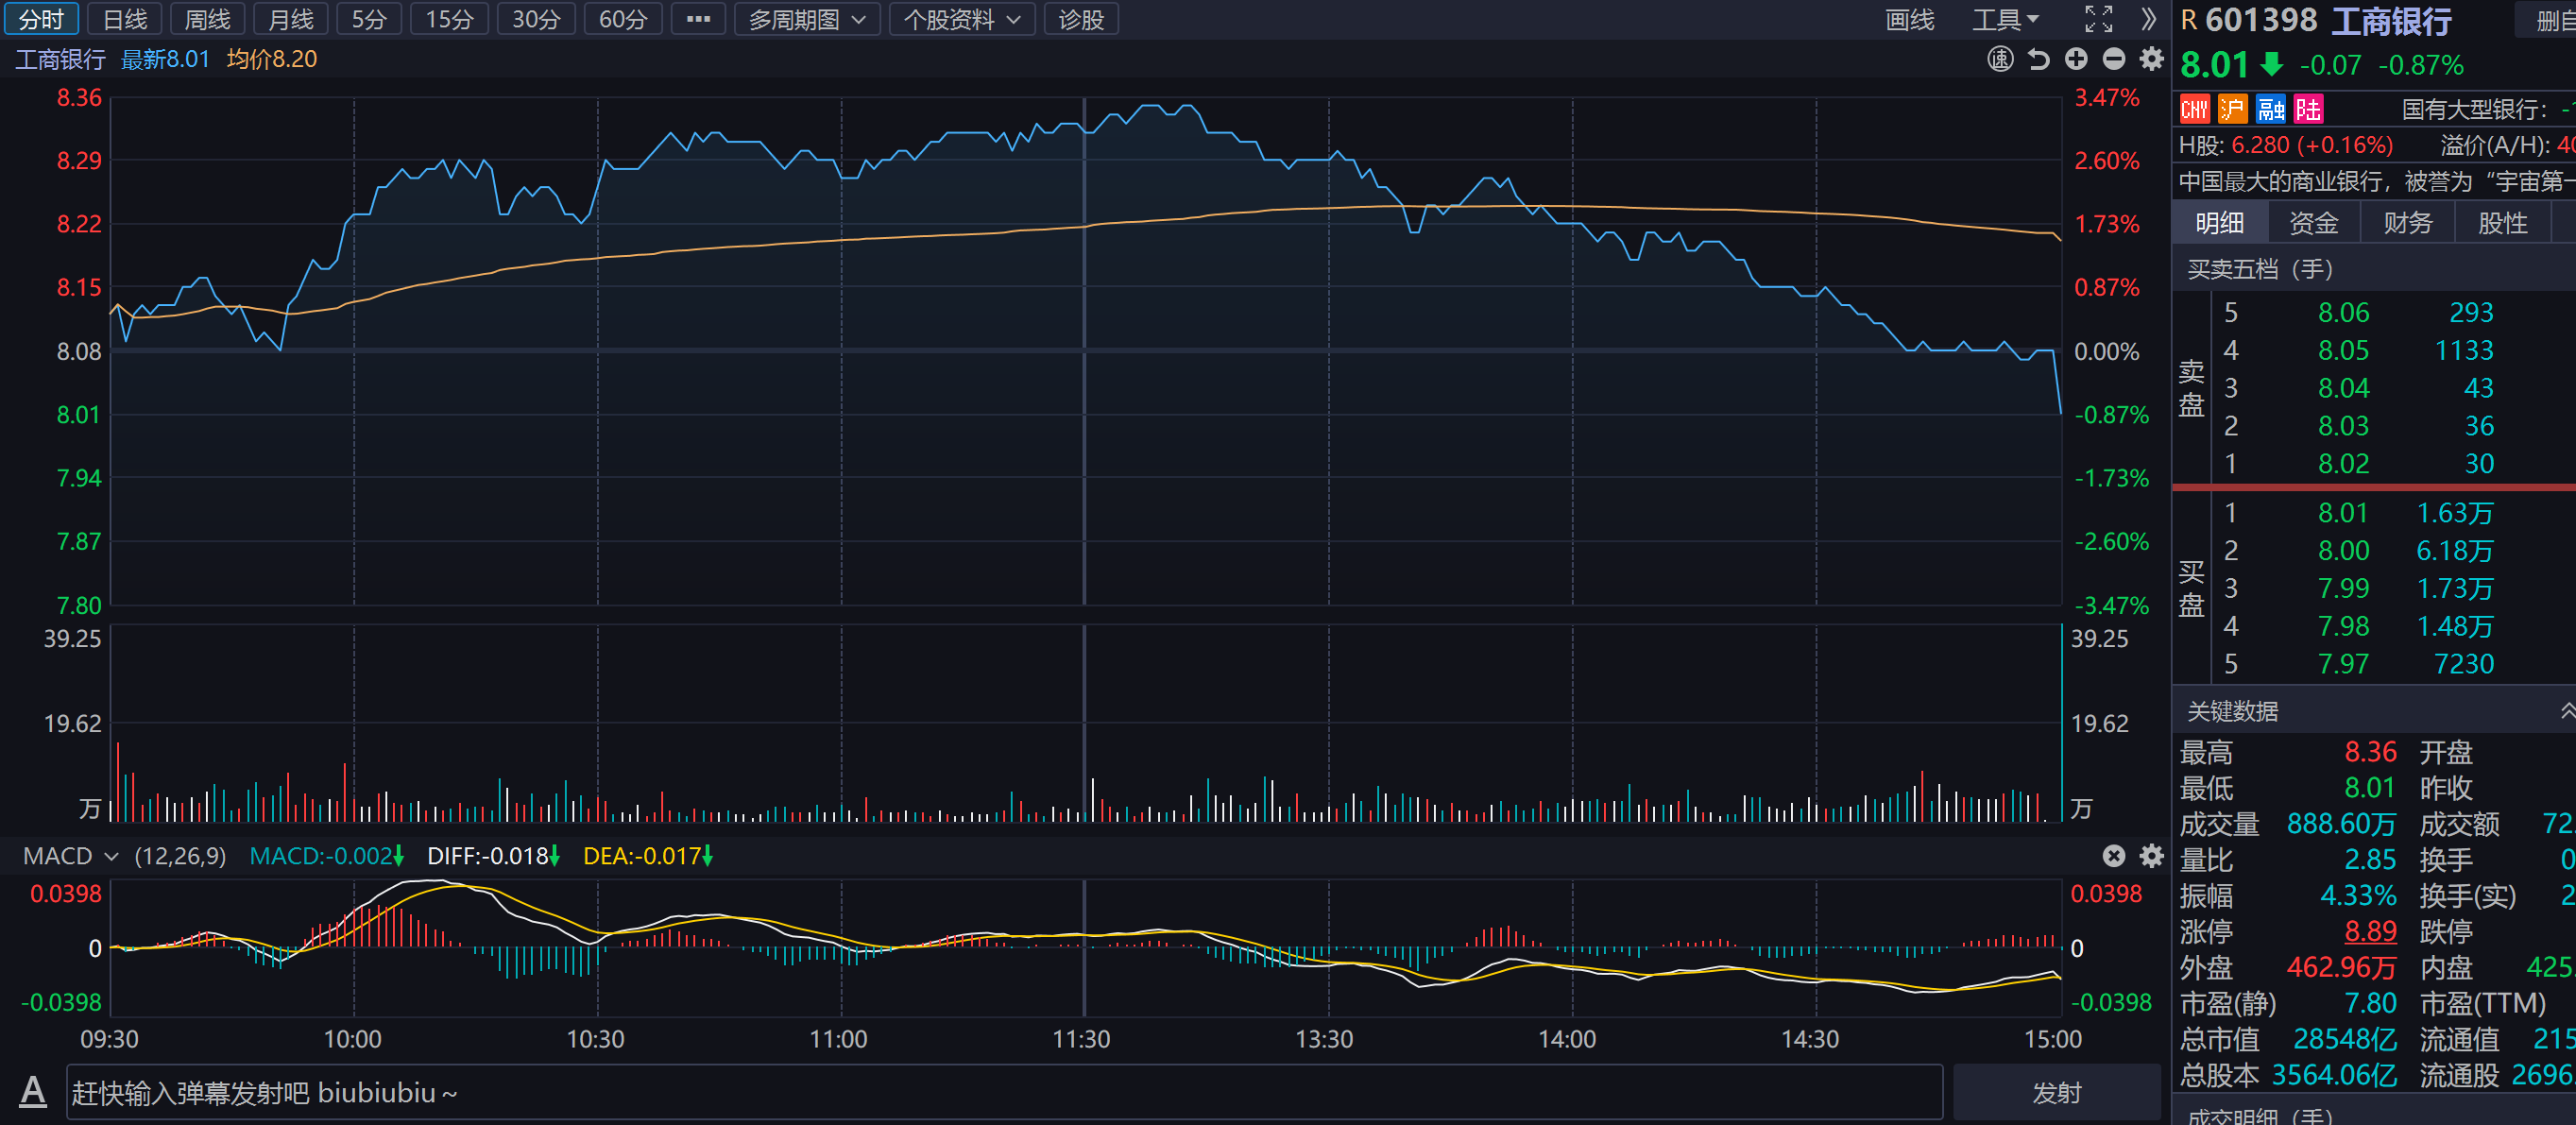 分时 日线 周线 月线 5分 15分 30分 60分 ··· 多周期图 个股资料 诊股 画线 工具
工商银行 最新8.01 均价8.20 速
8.36 3.47%
8.29 2.60%
8.22 1.73%
8.15 0.87%
8.08 0.00%
8.01 -0.87%
7.94 -1.73%
7.87 -2.60%
7.80 -3.47%
39.25 39.25
19.62 19.62
万 万
MACD (12,26,9) MACD:-0.002 DIFF:-0.018 DEA:-0.017
0.0398 0.0398
0 0
-0.0398 -0.0398
09:30 10:00 10:30 11:00 11:30 13:30 14:00 14:30 15:00
A 赶快输入弹幕发射吧 biubiubiu ~ 发射
R 601398 工商银行 删
8.01 -0.07 -0.87%
CHY 沪 融 陆 国有大型银行: -
H股: 6.280 (+0.16%) 溢价(A/H): 40
中国最大的商业银行，被誉为“宇宙第一
明细 资金 财务 股性
买卖五档（手）
卖盘
5 8.06 293
4 8.05 1133
3 8.04 43
2 8.03 36
1 8.02 30
买盘
1 8.01 1.63万
2 8.00 6.18万
3 7.99 1.73万
4 7.98 1.48万
5 7.97 7230
关键数据
最高 8.36 开盘
最低 8.01 昨收
成交量 888.60万 成交额 72.
量比 2.85 换手 0
振幅 4.33% 换手(实) 2
涨停 8.89 跌停
外盘 462.96万 内盘 425
市盈(静) 7.80 市盈(TTM)
总市值 28548亿 流通值 215
总股本 3564.06亿 流通股 2696.
成交明细（手）